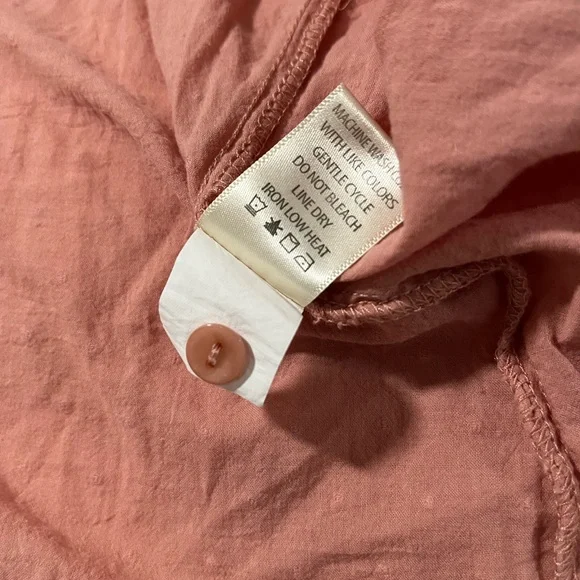 MACHINE WASH
WITH LIKE COLORS
GENTLE CYCLE
DO NOT BLEACH
LINE DRY
IRON LOW HEAT